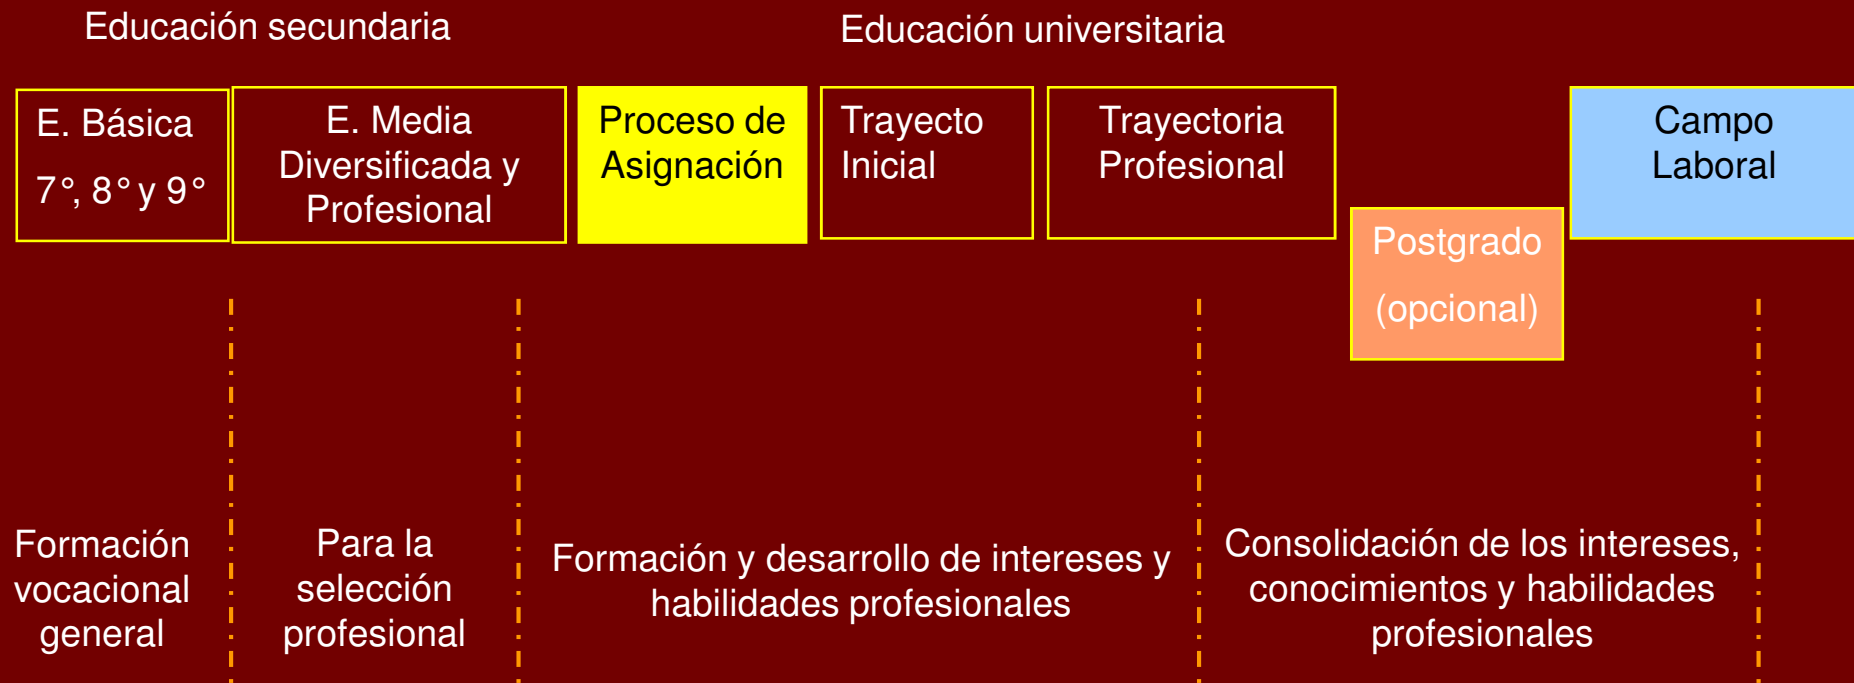 Educación secundaria
Educación universitaria
E. Básica
7°, 8° y 9°
E. Media
Diversificada y
Profesional
Proceso de
Asignación
Trayecto
Inicial
Trayectoria
Profesional
Postgrado
(opcional)
Campo
Laboral
Formación
vocacional
general
Para la
selección
profesional
Formación y desarrollo de intereses y
habilidades profesionales
Consolidación de los intereses,
conocimientos y habilidades
profesionales